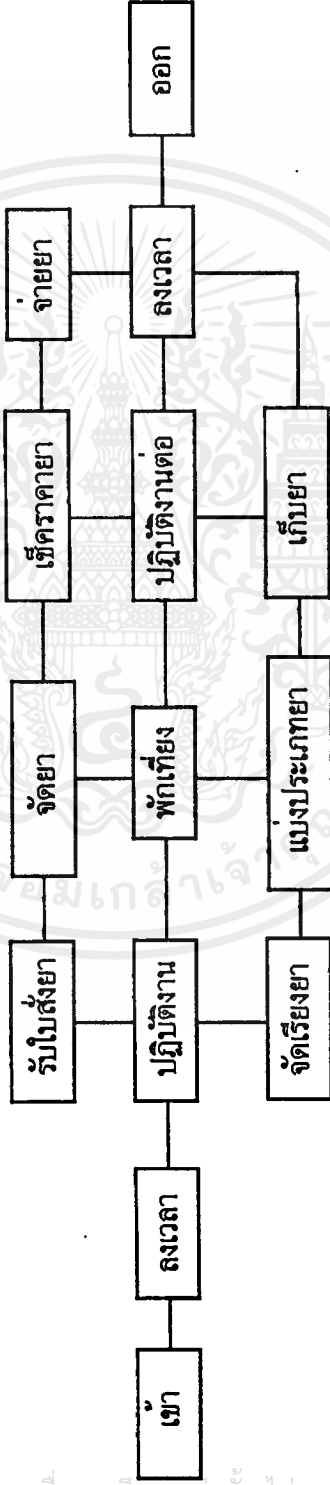 รับใบสั่งยา
จัดยา
เช็คราคายา
จ่ายยา
เข้า
ลงเวลา
ปฏิบัติงาน
พักเที่ยง
ปฏิบัติงานต่อ
ลงเวลา
ออก
จัดเรียงยา
แบ่งประเภทยา
เก็บยา